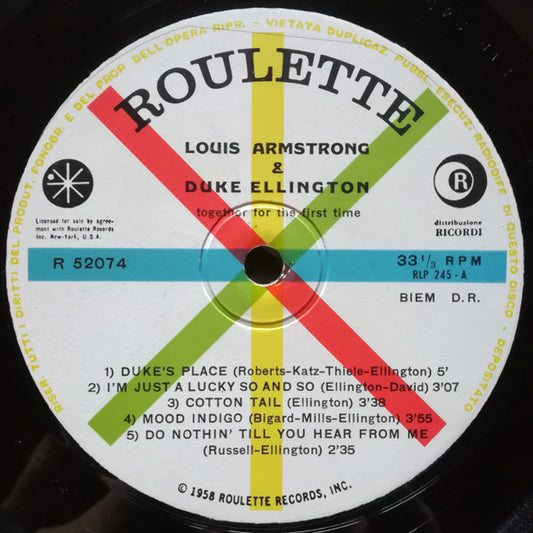 RISER TUTTI I DIRITTI DEL PRODUT. FONOGR. E DEL PROP. DELL'OPERA RIPR. - VIETATA DUPLICAZ. PUBBL. ESECUZ. RADIODIFF. DI QUESTO DISCO - DEPOSITATO
ROULETTE
LOUIS ARMSTRONG
&
DUKE ELLINGTON
together for the first time
Licensed for sale by agree-
ment with Roulette Records
Inc. New-York, U.S.A.
R
distribuzione
RICORDI
R 52074
33 1/3 RPM
RLP 245 - A
BIEM D.R.
1) DUKE'S PLACE (Roberts-Katz-Thiele-Ellington) 5'
2) I'M JUST A LUCKY SO AND SO (Ellington-David) 3'07
3) COTTON TAIL (Ellington) 3'38
4) MOOD INDIGO (Bigard-Mills-Ellington) 3'55
5) DO NOTHIN' TILL YOU HEAR FROM ME
(Russell-Ellington) 2'35
© 1958 ROULETTE RECORDS, INC.